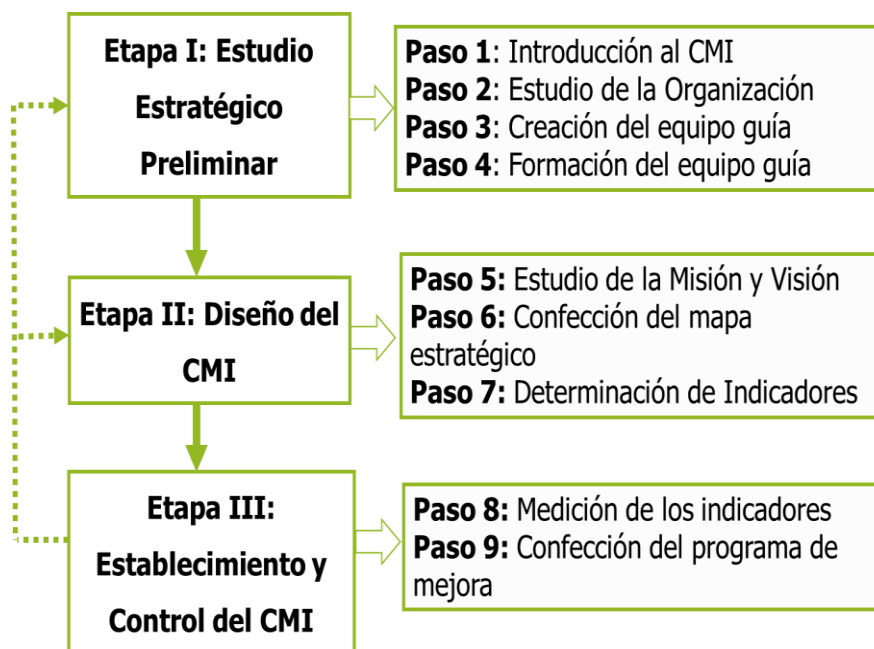 Etapa I: Estudio
Estratégico
Preliminar
Paso 1: Introducción al CMI
Paso 2: Estudio de la Organización
Paso 3: Creación del equipo guía
Paso 4: Formación del equipo guía
Etapa II: Diseño del
CMI
Paso 5: Estudio de la Misión y Visión
Paso 6: Confección del mapa
estratégico
Paso 7: Determinación de Indicadores
Etapa III:
Establecimiento y
Control del CMI
Paso 8: Medición de los indicadores
Paso 9: Confección del programa de
mejora